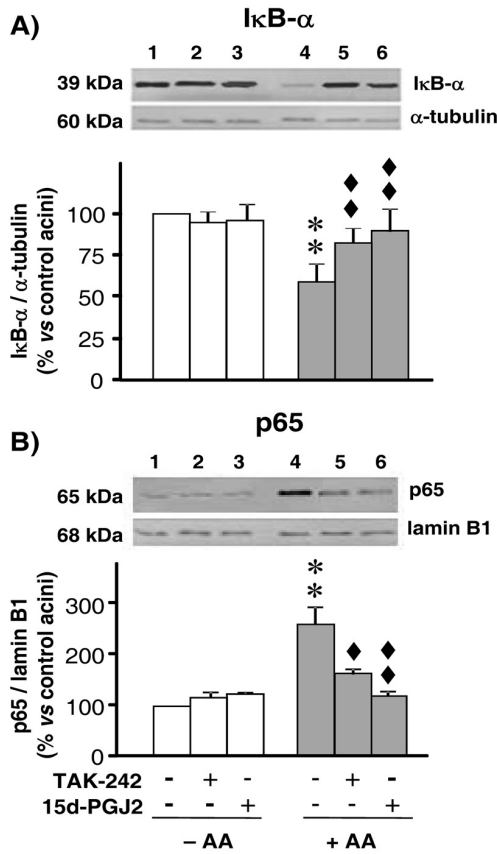 A)
IκB-α
1 2 3 4 5 6
39 kDa IκB-α
60 kDa α-tubulin
IκB-α / α-tubulin
(% vs control acini)
100
75
50
25
0
**
♦♦
♦♦
B)
p65
1 2 3 4 5 6
65 kDa p65
68 kDa lamin B1
p65 / lamin B1
(% vs control acini)
300
200
100
0
**
♦
♦♦
TAK-242 - + - - + -
15d-PGJ2 - - + - - +
– AA + AA